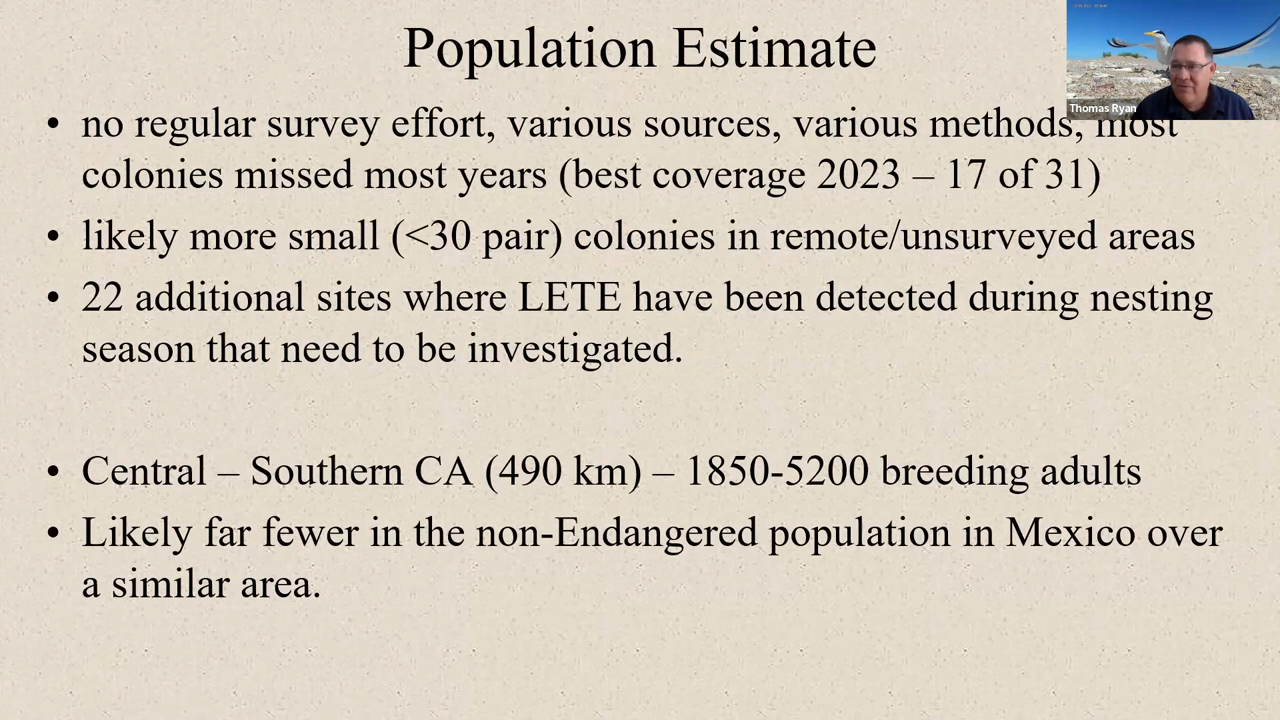 Population Estimate
• no regular survey effort, various sources, various methods, most
colonies missed most years (best coverage 2023 – 17 of 31)
• likely more small (<30 pair) colonies in remote/unsurveyed areas
• 22 additional sites where LETE have been detected during nesting
season that need to be investigated.
• Central – Southern CA (490 km) – 1850-5200 breeding adults
• Likely far fewer in the non-Endangered population in Mexico over
a similar area.
Thomas Ryan